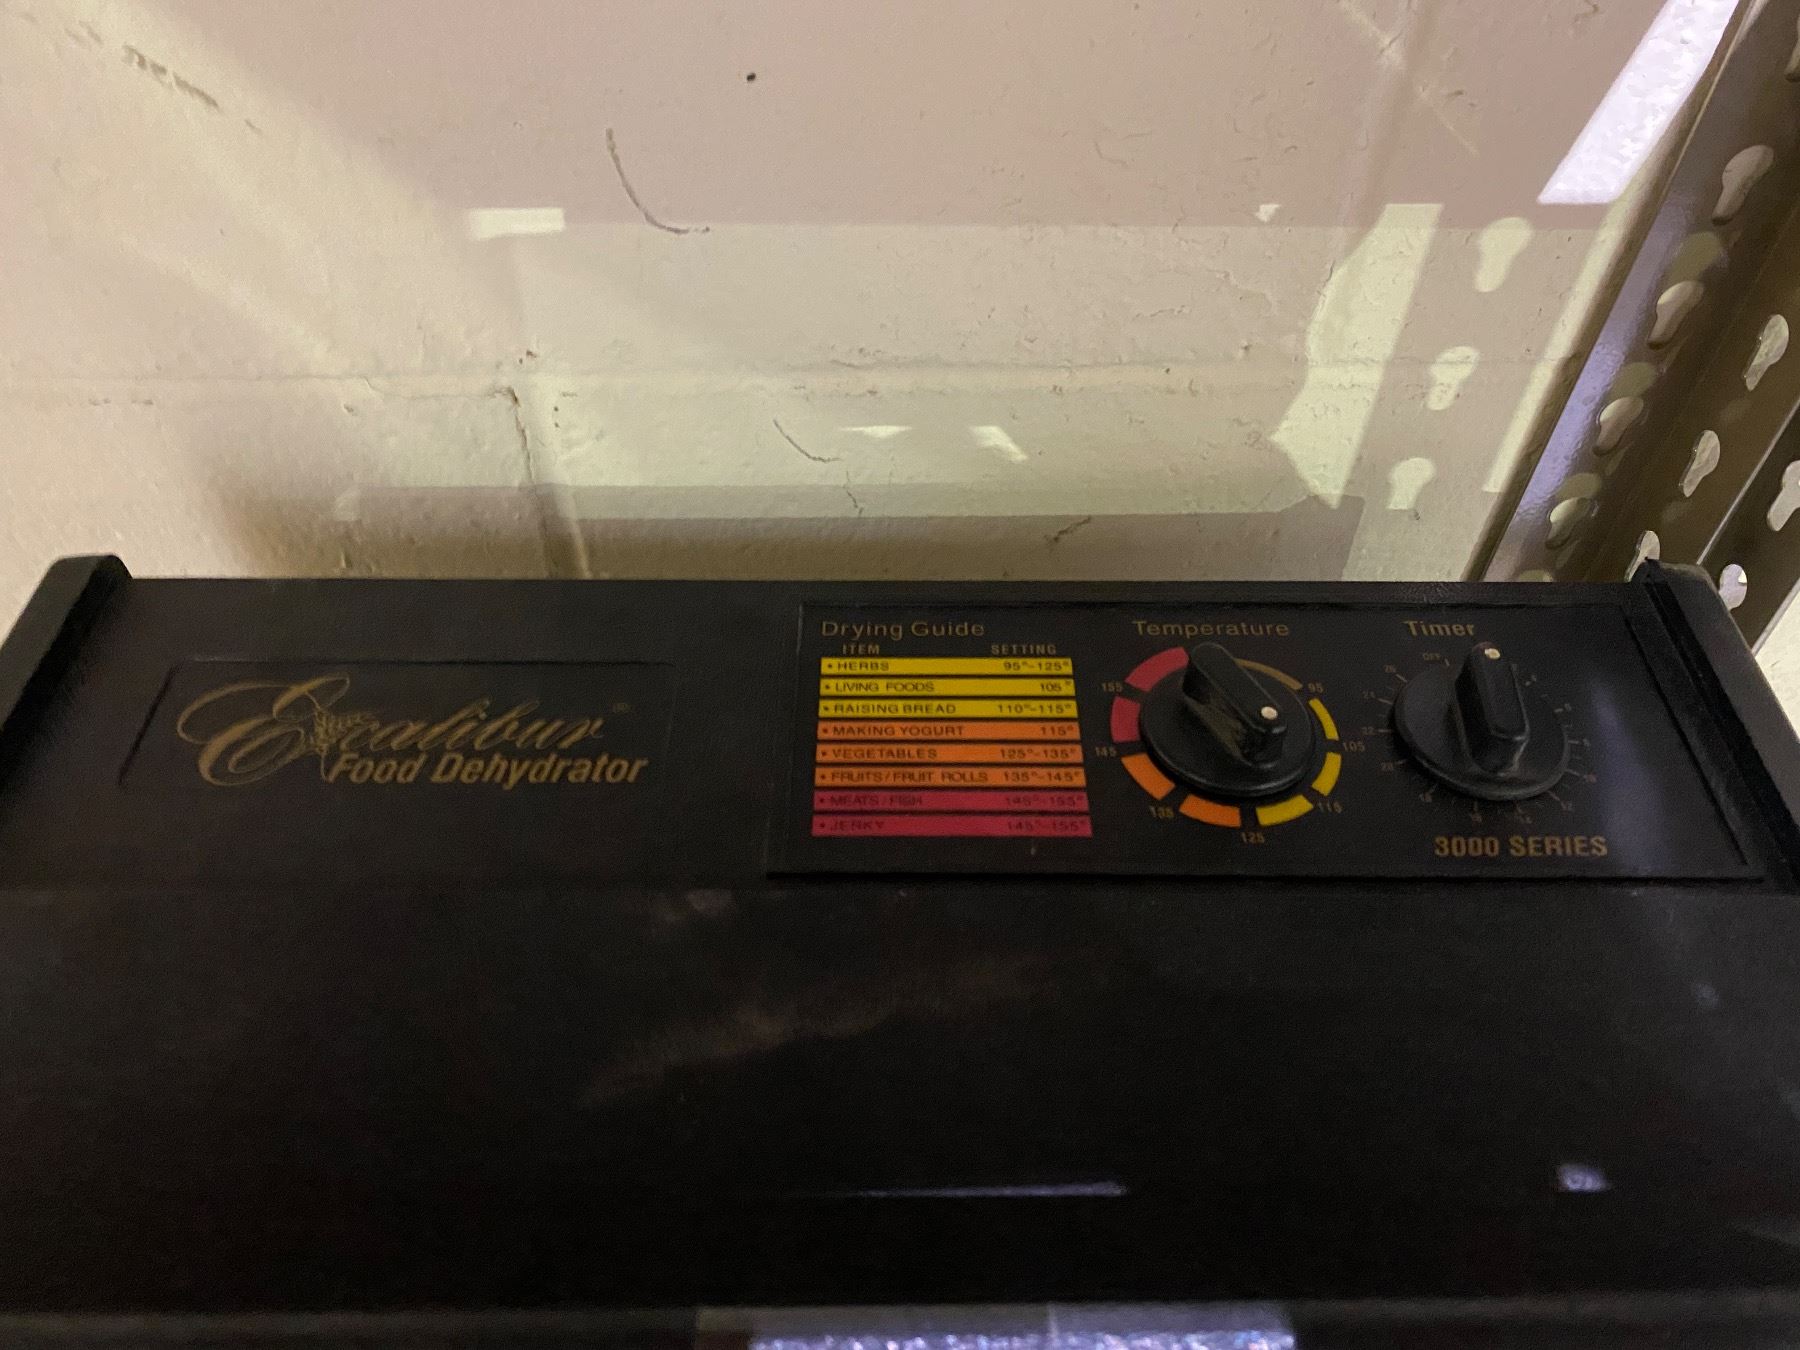 Excalibur®
Food Dehydrator
Drying Guide
ITEM SETTING
• HERBS 95°-125°
• LIVING FOODS 105°
• RAISING BREAD 110°-115°
• MAKING YOGURT 115°
• VEGETABLES 125°-135°
• FRUITS/FRUIT ROLLS 135°-145°
• MEATS/FISH 145°-155°
• JERKY 145°-155°
Temperature
95
105
115
125
135
145
155
Timer
OFF
3000 SERIES